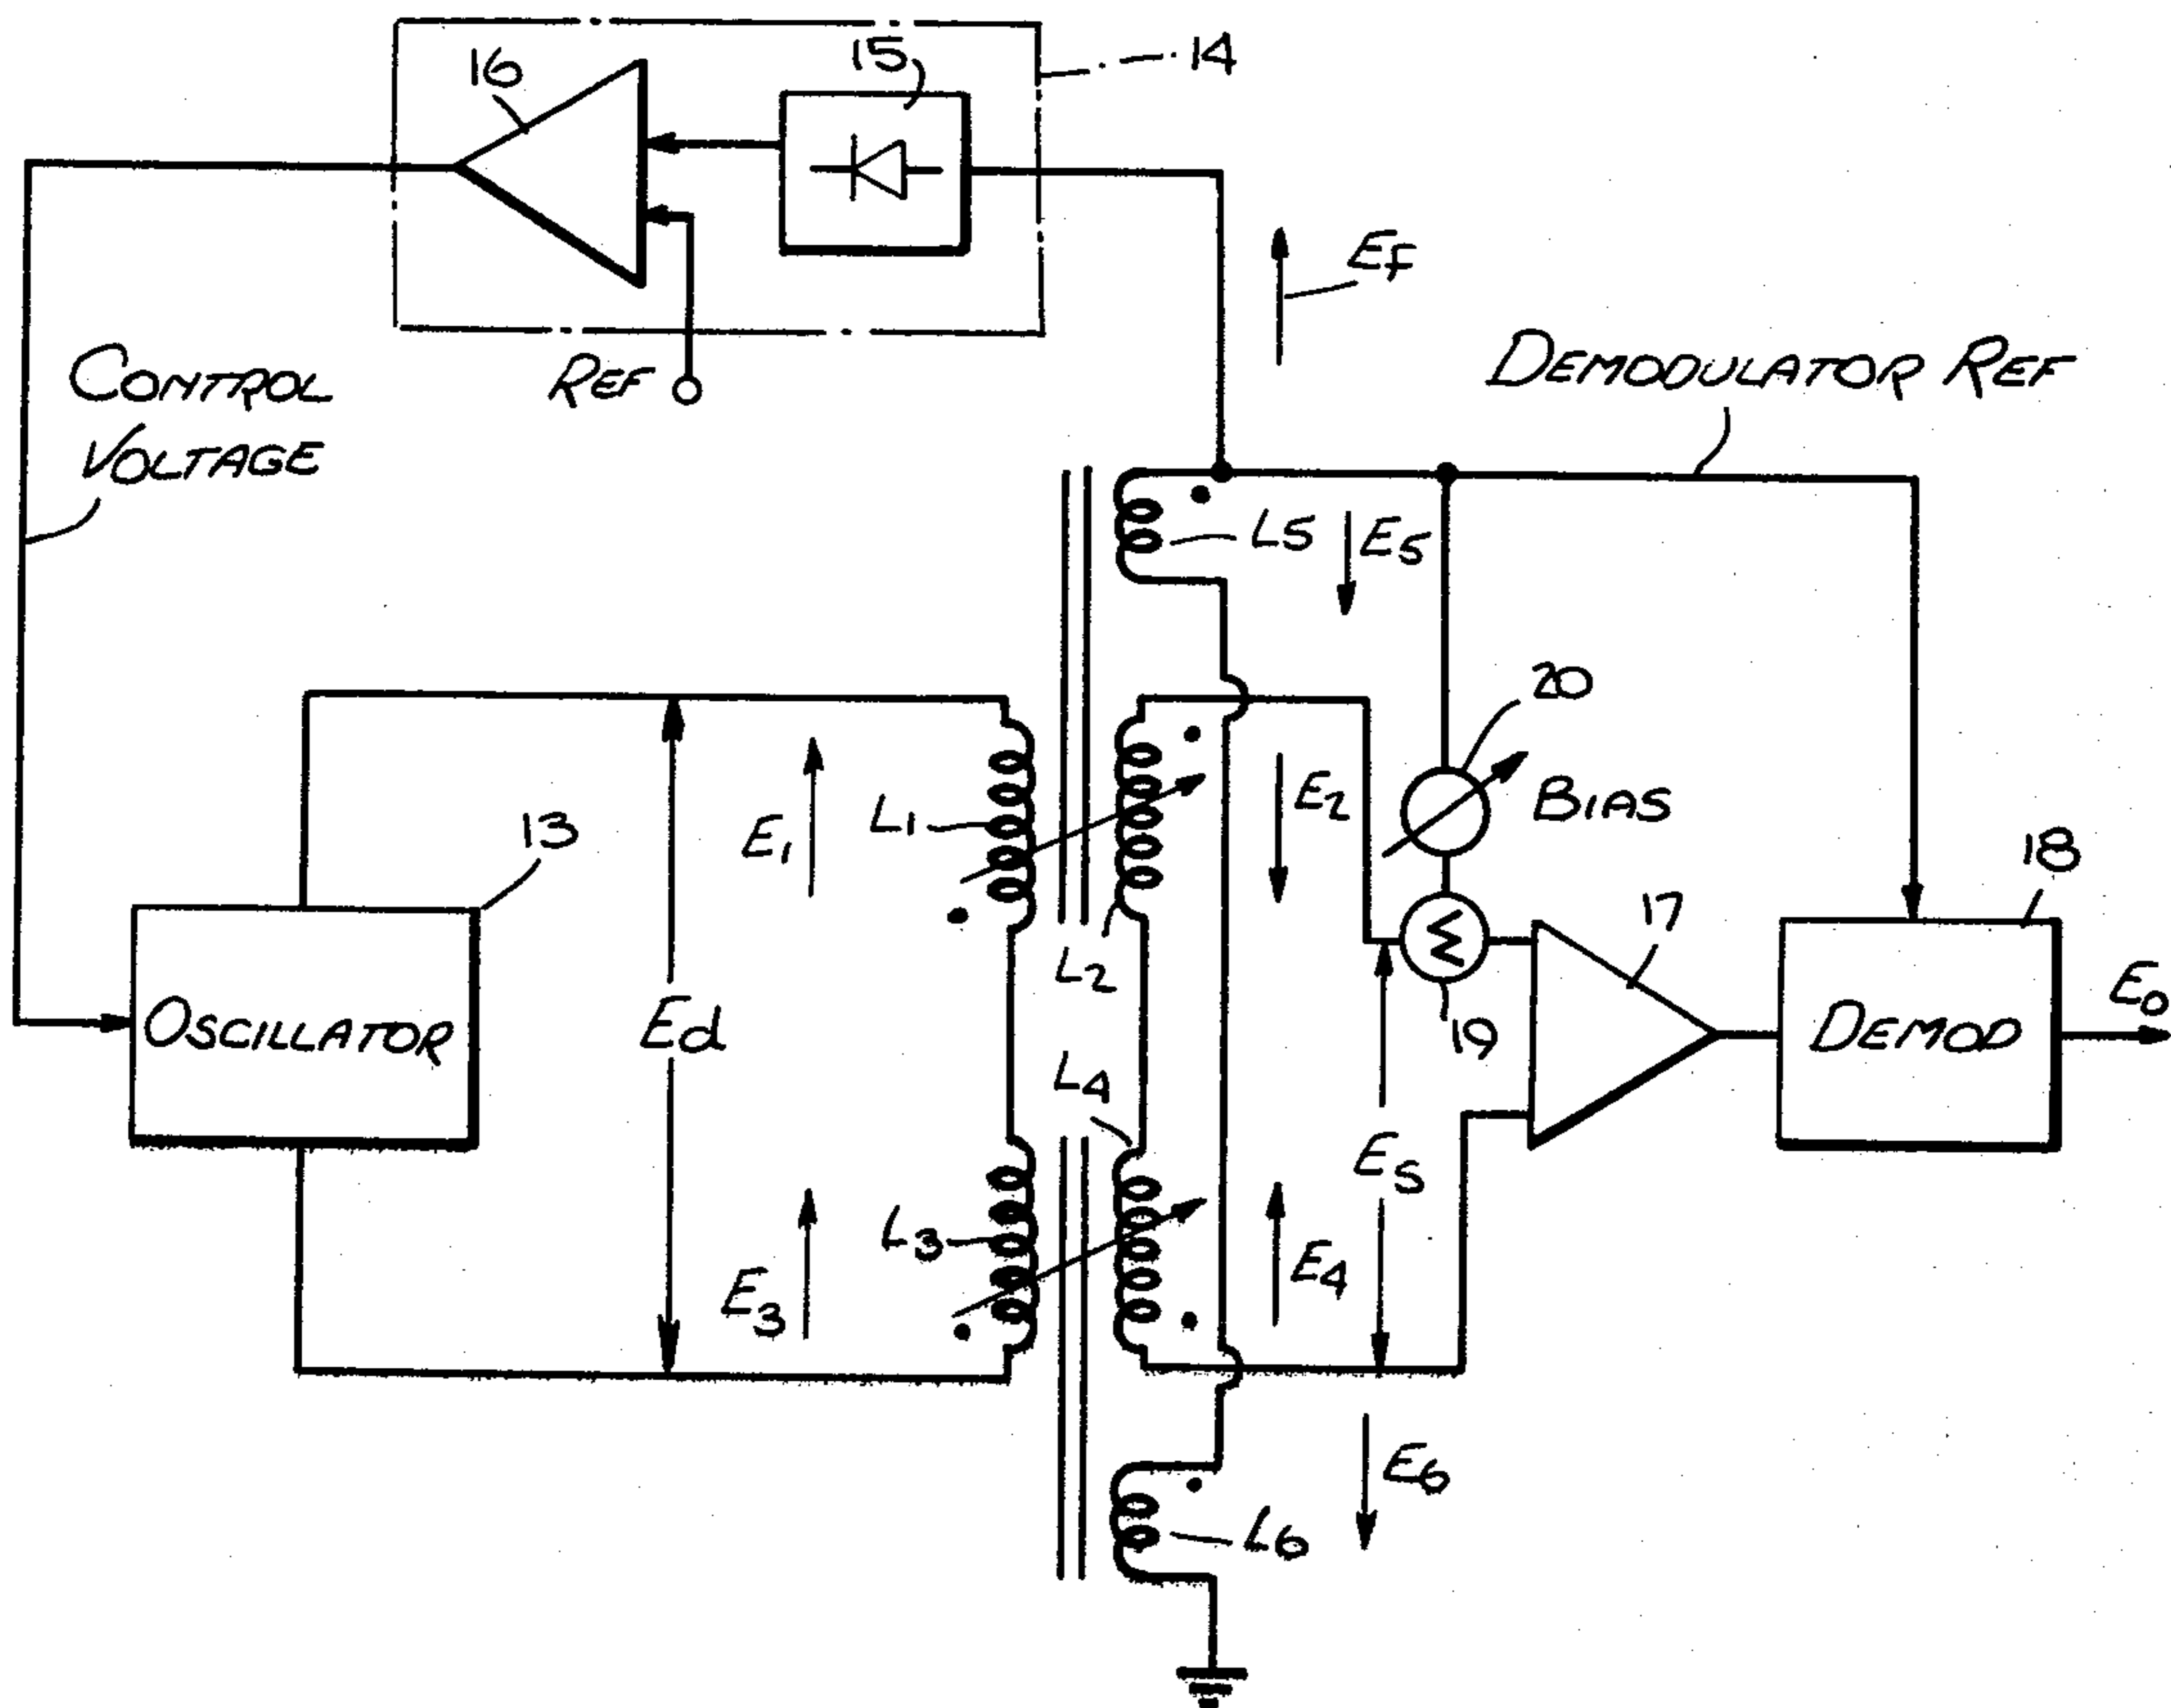 16
15
14
Ef
CONTROL
VOLTAGE
REF
DEMODULATOR REF
L5
E5
20
BIAS
E1
L1
E2
13
18
17
L2
OSCILLATOR
Ed
19
DEMOD
E0
L4
Es
L3
E3
E4
E6
L6